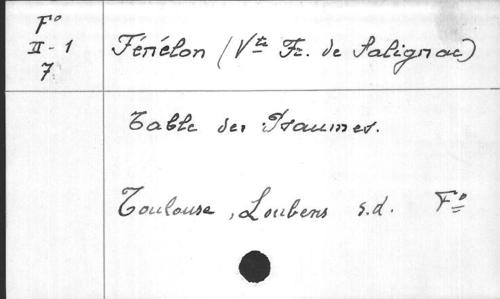 F°
II - 1
7
Fénélon (Vte Fr. de Salignac)
Table des Psaumes.
Toulouse, Loubens s.d. F°